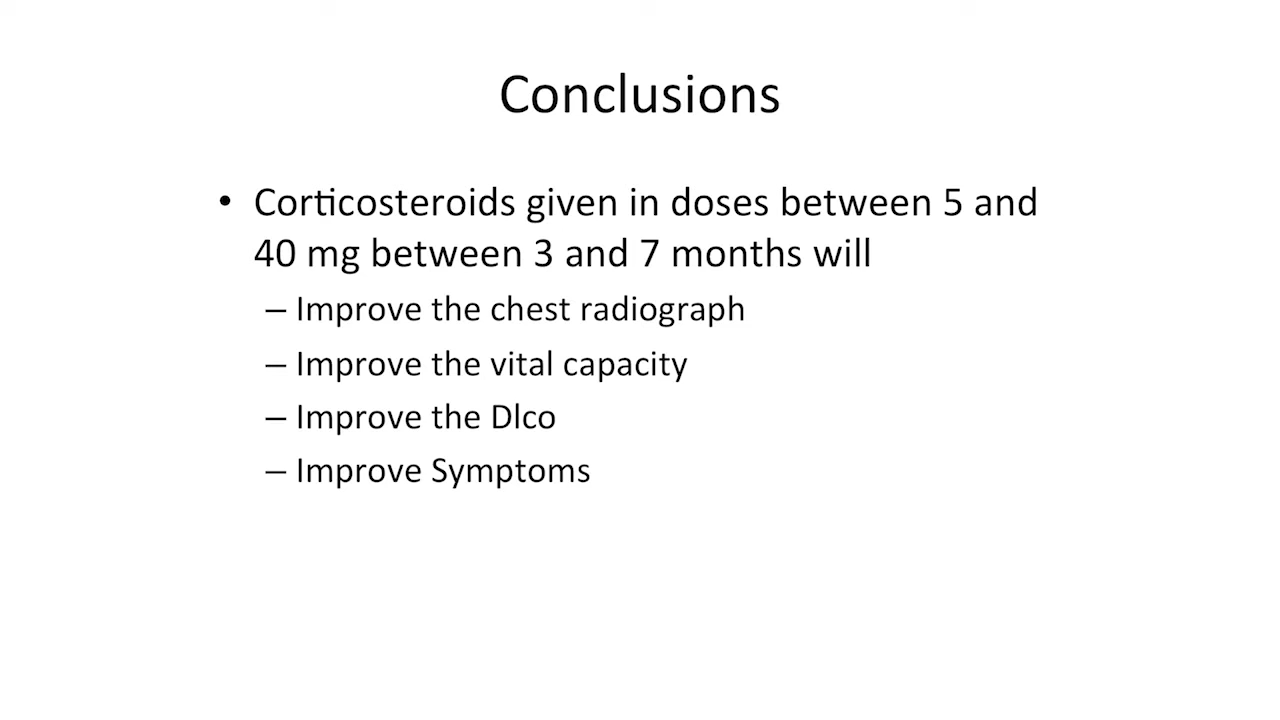 Conclusions
• Corticosteroids given in doses between 5 and
40 mg between 3 and 7 months will
– Improve the chest radiograph
– Improve the vital capacity
– Improve the Dlco
– Improve Symptoms